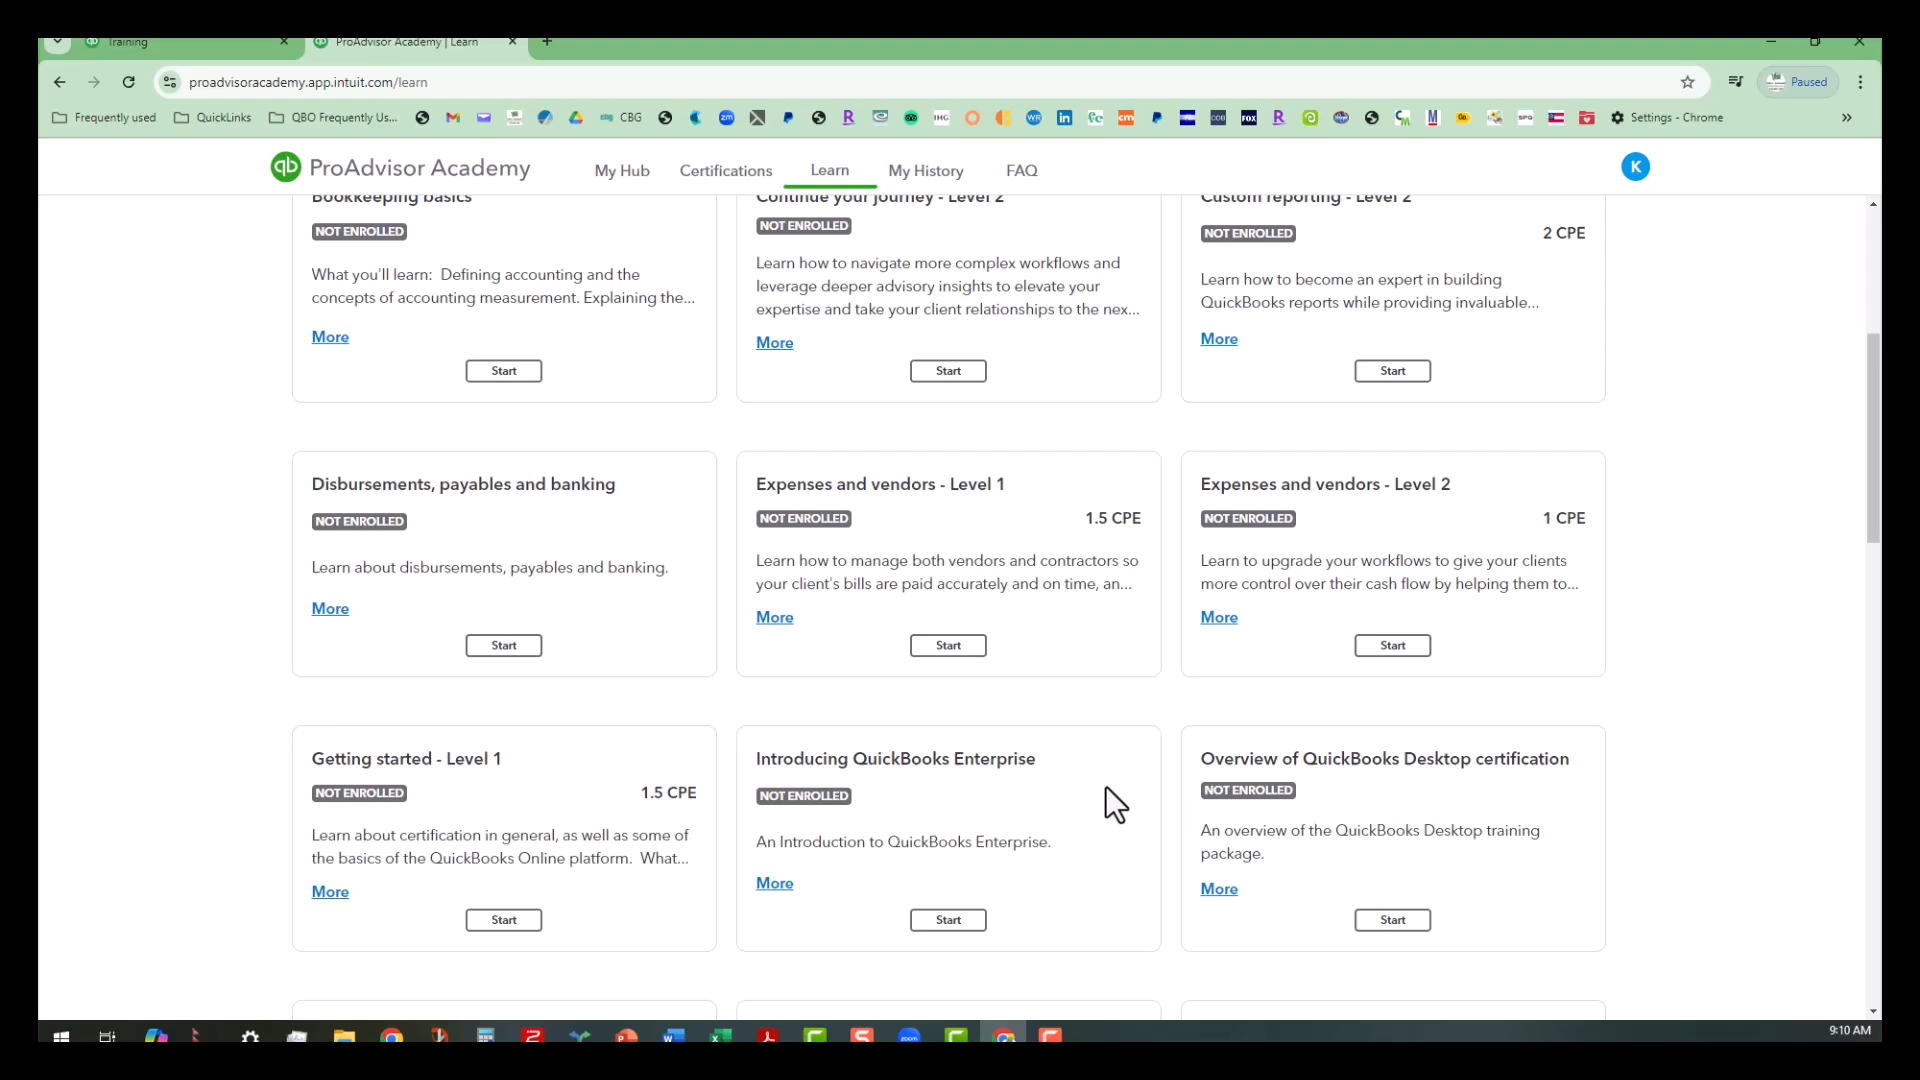 Training
ProAdvisor Academy | Learn
proadvisoracademy.app.intuit.com/learn
Paused
Frequently used
QuickLinks
QBO Frequently Us...
CBG
Settings - Chrome
qb ProAdvisor Academy
My Hub
Certifications
Learn
My History
FAQ
K
Bookkeeping basics
NOT ENROLLED
What you'll learn: Defining accounting and the
concepts of accounting measurement. Explaining the...
More
Start
Continue your journey - Level 2
NOT ENROLLED
Learn how to navigate more complex workflows and
leverage deeper advisory insights to elevate your
expertise and take your client relationships to the nex...
More
Start
Custom reporting - Level 2
NOT ENROLLED
2 CPE
Learn how to become an expert in building
QuickBooks reports while providing invaluable...
More
Start
Disbursements, payables and banking
NOT ENROLLED
Learn about disbursements, payables and banking.
More
Start
Expenses and vendors - Level 1
NOT ENROLLED
1.5 CPE
Learn how to manage both vendors and contractors so
your client's bills are paid accurately and on time, an...
More
Start
Expenses and vendors - Level 2
NOT ENROLLED
1 CPE
Learn to upgrade your workflows to give your clients
more control over their cash flow by helping them to...
More
Start
Getting started - Level 1
NOT ENROLLED
1.5 CPE
Learn about certification in general, as well as some of
the basics of the QuickBooks Online platform. What...
More
Start
Introducing QuickBooks Enterprise
NOT ENROLLED
An Introduction to QuickBooks Enterprise.
More
Start
Overview of QuickBooks Desktop certification
NOT ENROLLED
An overview of the QuickBooks Desktop training
package.
More
Start
9:10 AM